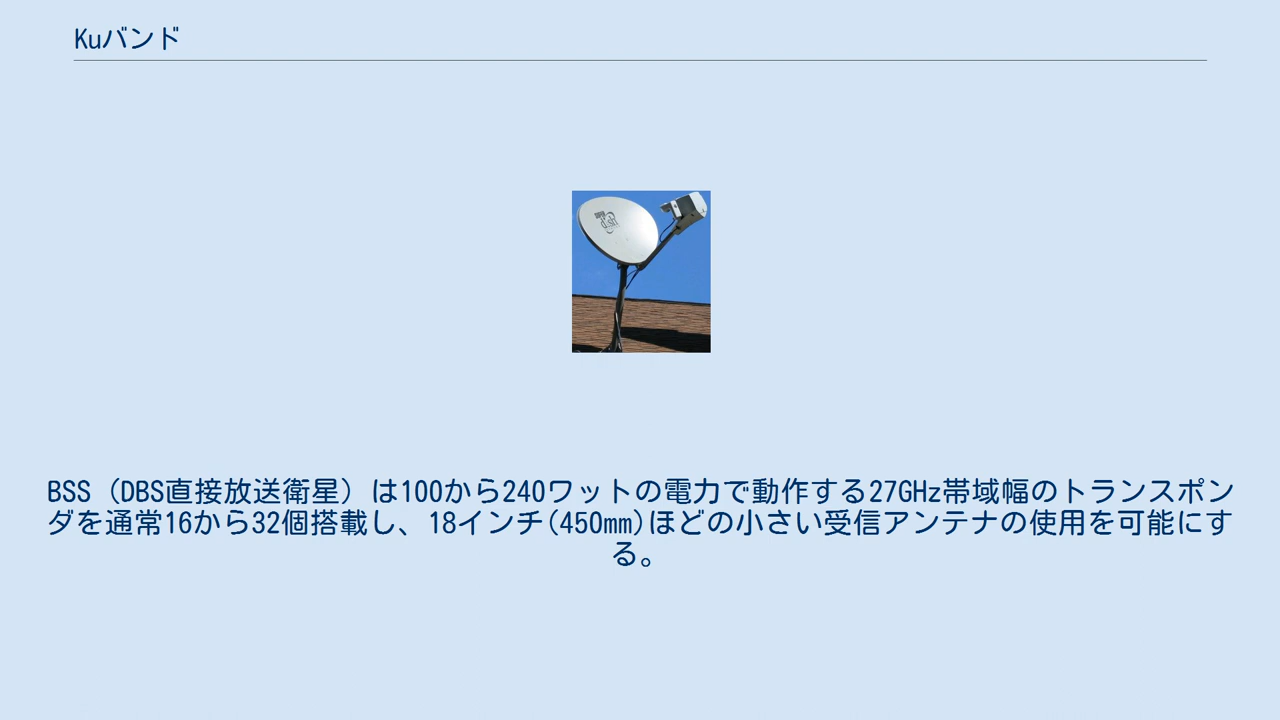 Kuバンド
BSS（DBS直接放送衛星）は100から240ワットの電力で動作する27GHz帯域幅のトランスポン
ダを通常16から32個搭載し、18インチ(450mm)ほどの小さい受信アンテナの使用を可能にす
る。